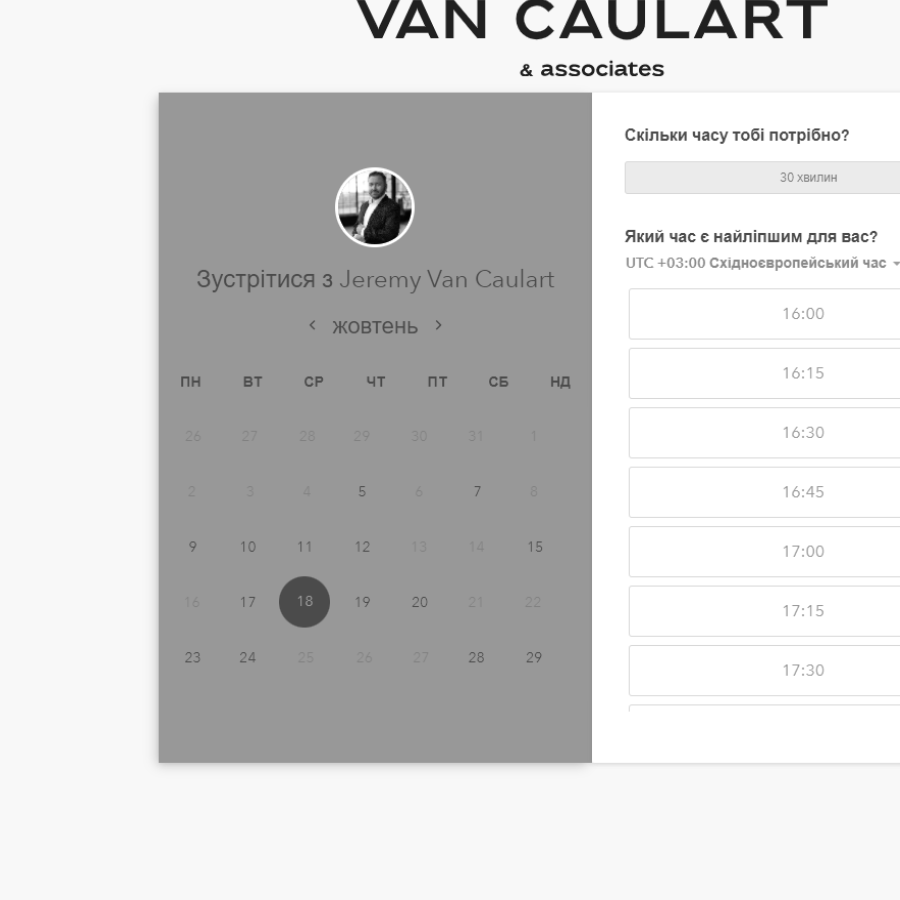 VAN CAULART
& associates
Зустрітися з Jeremy Van Caulart
жовтень
ПН ВТ СР ЧТ ПТ СБ НД
26 27 28 29 30 31 1
2 3 4 5 6 7 8
9 10 11 12 13 14 15
16 17 18 19 20 21 22
23 24 25 26 27 28 29
Скільки часу тобі потрібно?
30 хвилин
Який час є найліпшим для вас?
UTC +03:00 Східноєвропейський час
16:00
16:15
16:30
16:45
17:00
17:15
17:30